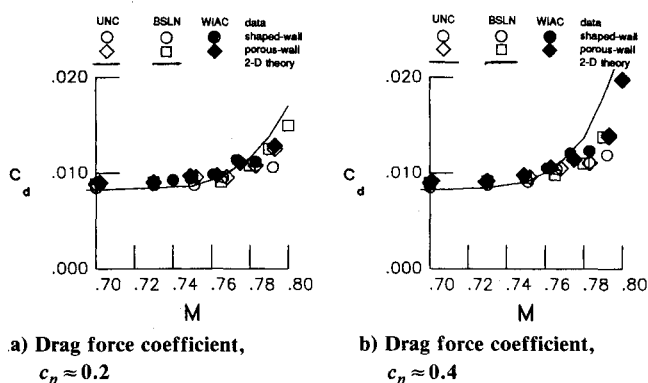 UNC BSLN WIAC data
shaped-wall
porous-wall
2-D theory
.020
.010
.000
C d
.70 .72 .74 .76 .78 .80
M
a) Drag force coefficient,
c_n ≈ 0.2
UNC BSLN WIAC data
shaped-wall
porous-wall
2-D theory
.020
.010
.000
C d
.70 .72 .74 .76 .78 .80
M
b) Drag force coefficient,
c_n ≈ 0.4